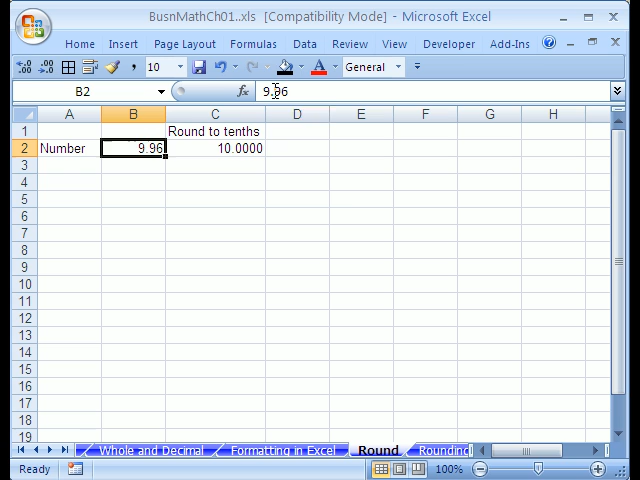 BusnMathCh01..xls [Compatibility Mode] - Microsoft Excel
Home Insert Page Layout Formulas Data Review View Developer Add-Ins
10 General
B2 fx 9.96
A B C D E F G H
1 Round to tenths
2 Number 9.96 10.0000
3
4
5
6
7
8
9
10
11
12
13
14
15
16
17
18
19
Whole and Decimal Formatting in Excel Round Rounding
Ready 100%